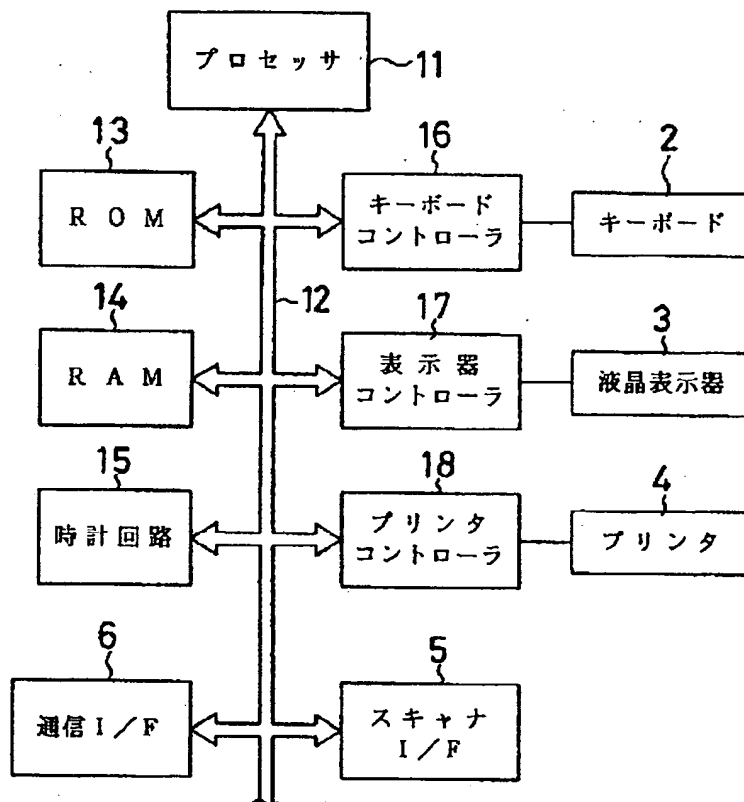 プロセッサ
11
13
16
2
ROM
キーボード
コントローラ
キーボード
12
14
17
3
RAM
表示器
コントローラ
液晶表示器
15
18
4
時計回路
プリンタ
コントローラ
プリンタ
6
5
通信I/F
スキャナ
I/F